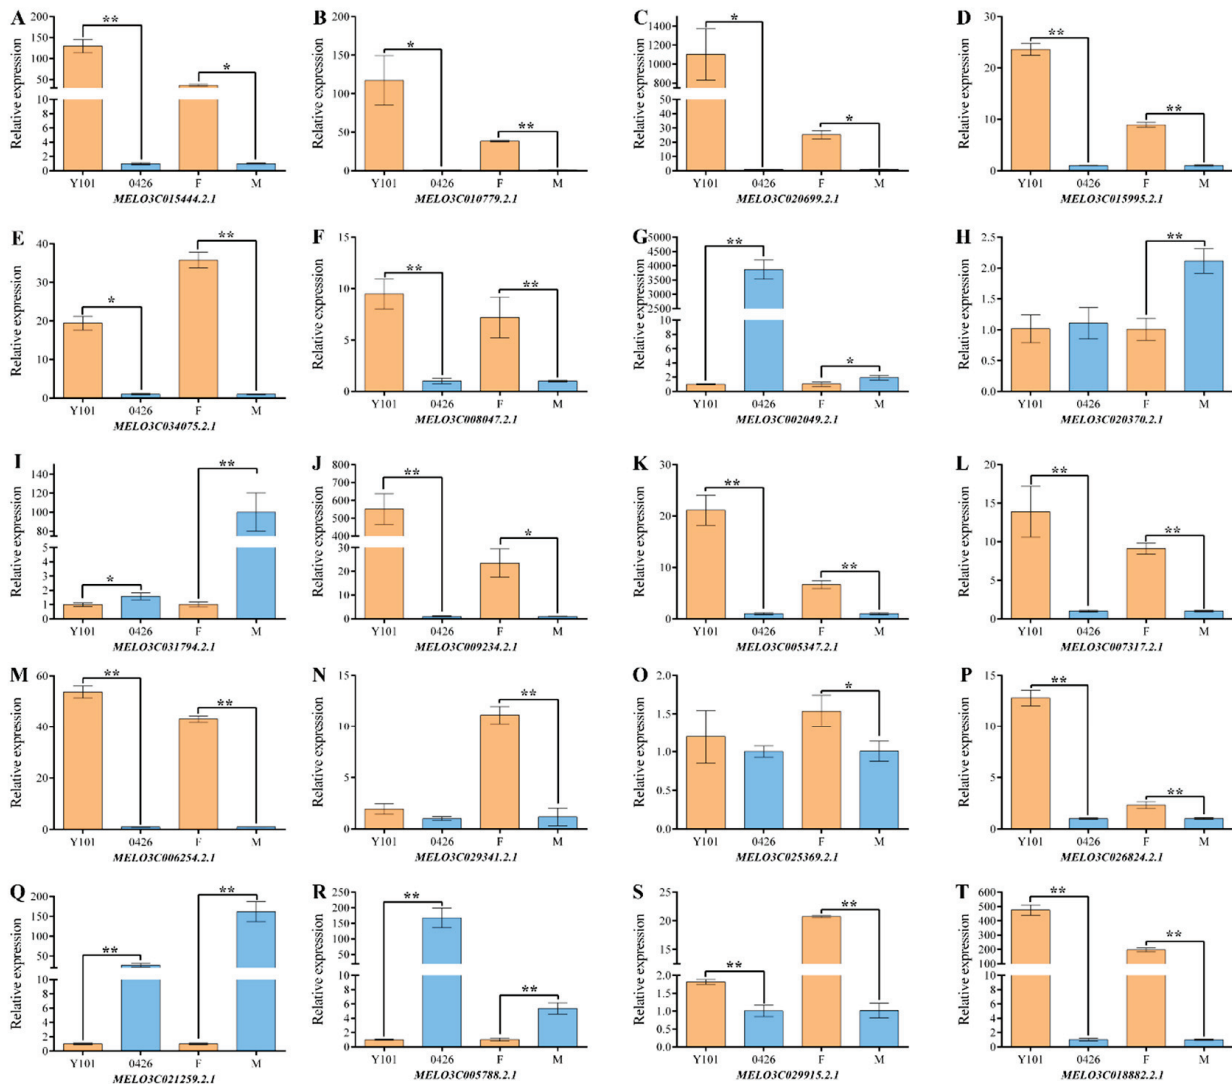 A
Relative expression
200
150
100
50
10
8
6
4
2
0
**
*
Y101 0426 F M
MELO3C015444.2.1
B
Relative expression
200
150
100
50
0
*
**
Y101 0426 F M
MELO3C010779.2.1
C
Relative expression
1400
1200
1000
800
600
50
40
30
20
10
0
*
*
Y101 0426 F M
MELO3C020699.2.1
D
Relative expression
30
20
10
0
**
**
Y101 0426 F M
MELO3C015995.2.1
E
Relative expression
40
30
20
10
0
*
**
Y101 0426 F M
MELO3C034075.2.1
F
Relative expression
15
10
5
0
**
**
Y101 0426 F M
MELO3C008047.2.1
G
Relative expression
5000
4500
4000
3500
3000
2500
10
8
6
4
2
0
**
*
Y101 0426 F M
MELO3C002049.2.1
H
Relative expression
2.5
2.0
1.5
1.0
0.5
0.0
**
Y101 0426 F M
MELO3C020370.2.1
I
Relative expression
140
120
100
80
5
4
3
2
1
0
*
**
Y101 0426 F M
MELO3C031794.2.1
J
Relative expression
800
700
600
500
400
30
20
10
0
**
*
Y101 0426 F M
MELO3C009234.2.1
K
Relative expression
30
20
10
0
**
**
Y101 0426 F M
MELO3C005347.2.1
L
Relative expression
20
15
10
5
0
**
**
Y101 0426 F M
MELO3C007317.2.1
M
Relative expression
60
40
20
0
**
**
Y101 0426 F M
MELO3C006254.2.1
N
Relative expression
15
10
5
0
**
Y101 0426 F M
MELO3C029341.2.1
O
Relative expression
2.0
1.5
1.0
0.5
0.0
*
Y101 0426 F M
MELO3C025369.2.1
P
Relative expression
15
10
5
0
**
**
Y101 0426 F M
MELO3C026824.2.1
Q
Relative expression
200
150
100
50
10
8
6
4
2
0
**
**
Y101 0426 F M
MELO3C021259.2.1
R
Relative expression
250
200
150
100
50
10
8
6
4
2
0
**
**
Y101 0426 F M
MELO3C005788.2.1
S
Relative expression
25
20
15
2.0
1.5
1.0
0.5
0.0
**
**
Y101 0426 F M
MELO3C029915.2.1
T
Relative expression
600
500
400
300
200
100
10
8
6
4
2
0
**
**
Y101 0426 F M
MELO3C018882.2.1